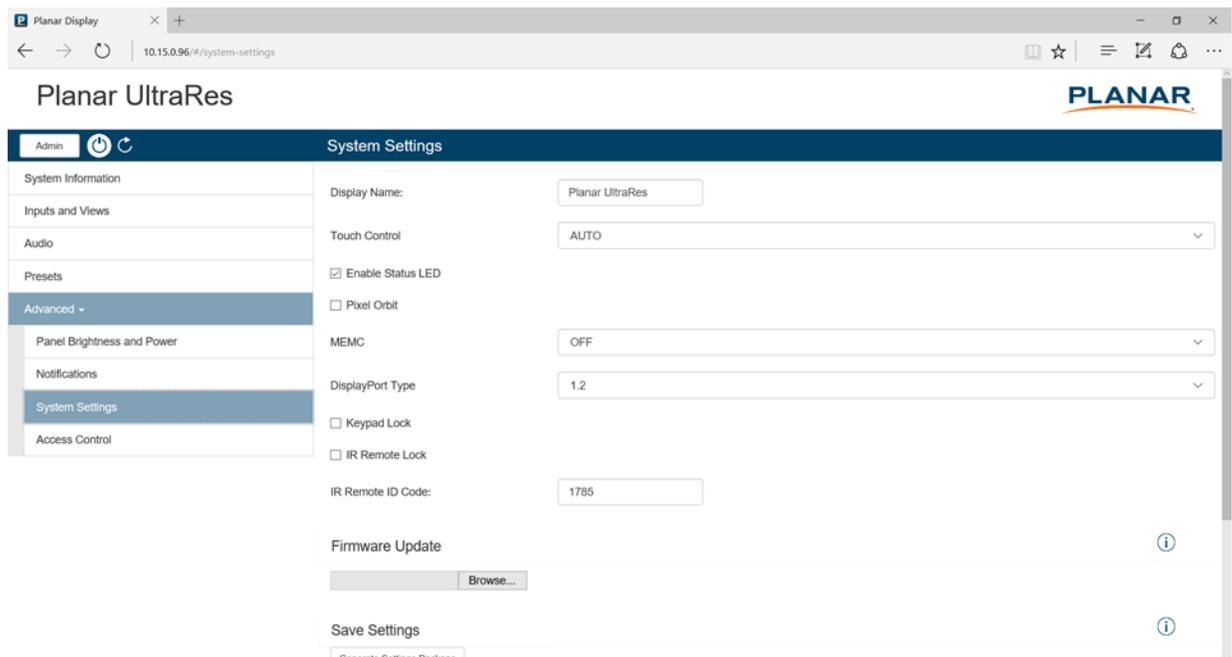 Planar Display
10.15.0.96/#/system-settings
Planar UltraRes
PLANAR
Admin
System Settings
System Information
Inputs and Views
Audio
Presets
Advanced
Panel Brightness and Power
Notifications
System Settings
Access Control
Display Name: Planar UltraRes
Touch Control AUTO
Enable Status LED
Pixel Orbit
MEMC OFF
DisplayPort Type 1.2
Keypad Lock
IR Remote Lock
IR Remote ID Code: 1785
Firmware Update
Browse...
Save Settings
Generate Settings Package